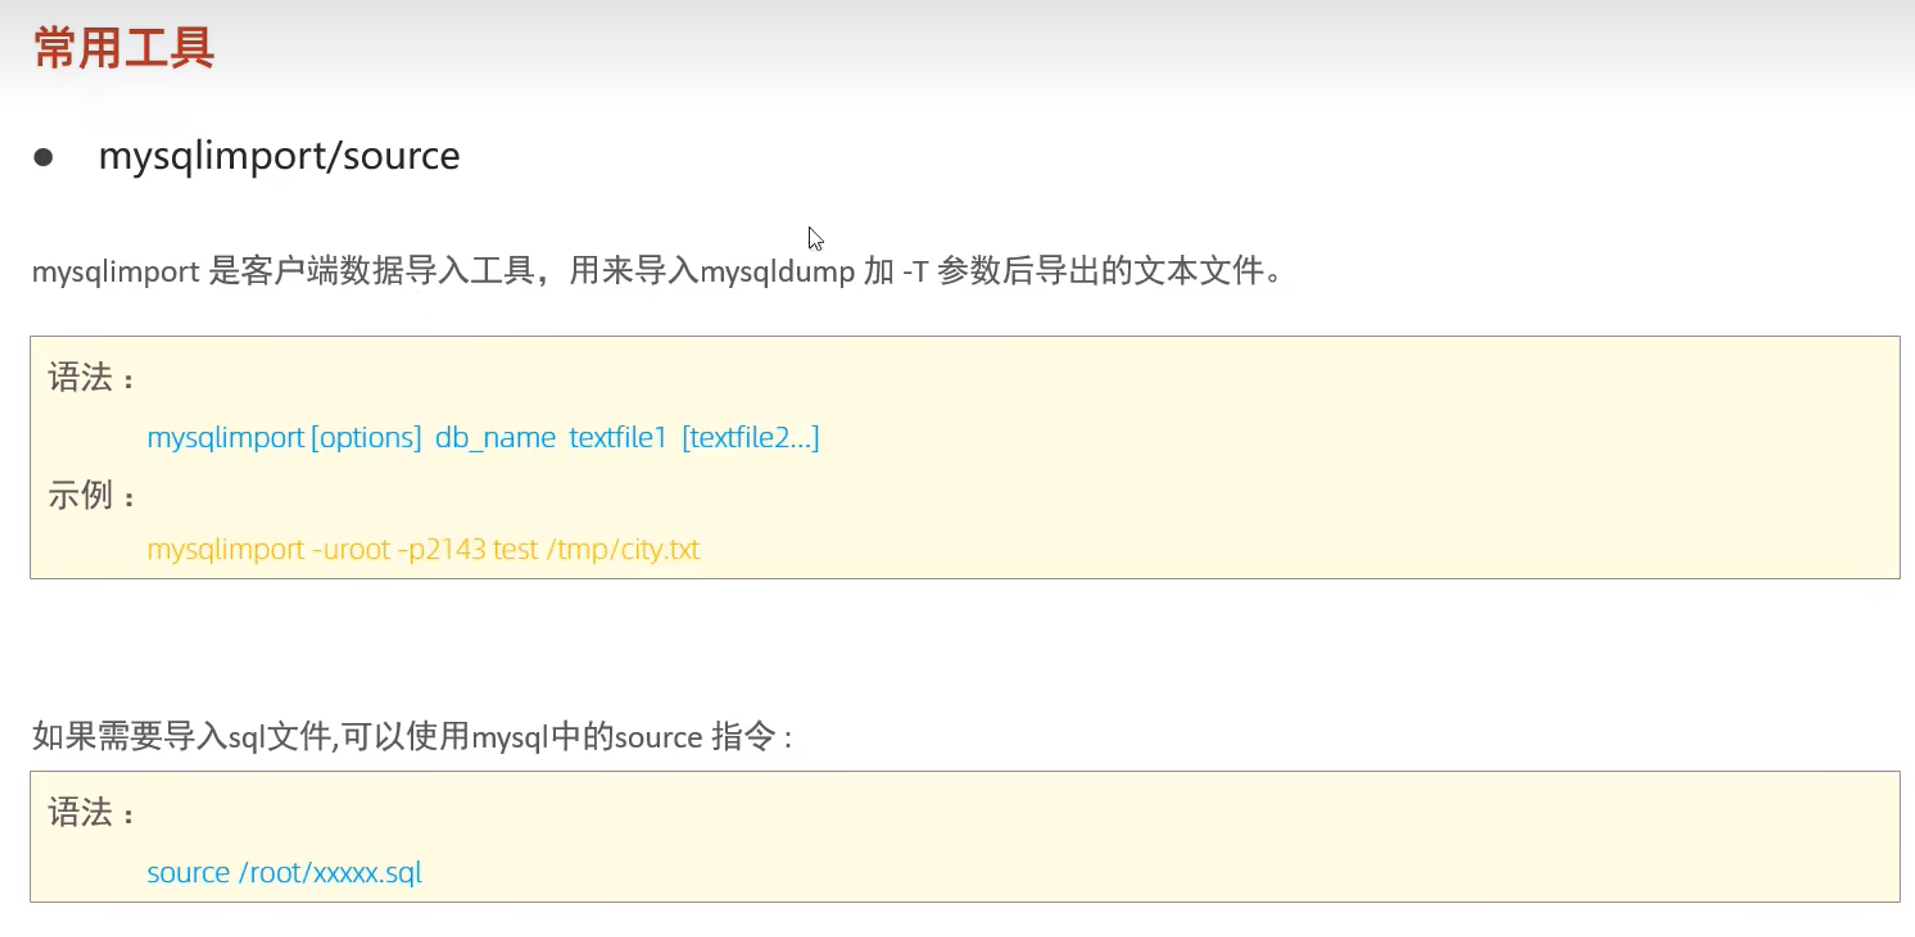 常用工具
● mysqlimport/source
mysqlimport 是客户端数据导入工具，用来导入mysqldump 加 -T 参数后导出的文本文件。
语法：
mysqlimport [options] db_name textfile1 [textfile2...]
示例：
mysqlimport -uroot -p2143 test /tmp/city.txt
如果需要导入sql文件,可以使用mysql中的source 指令 :
语法：
source /root/xxxxx.sql